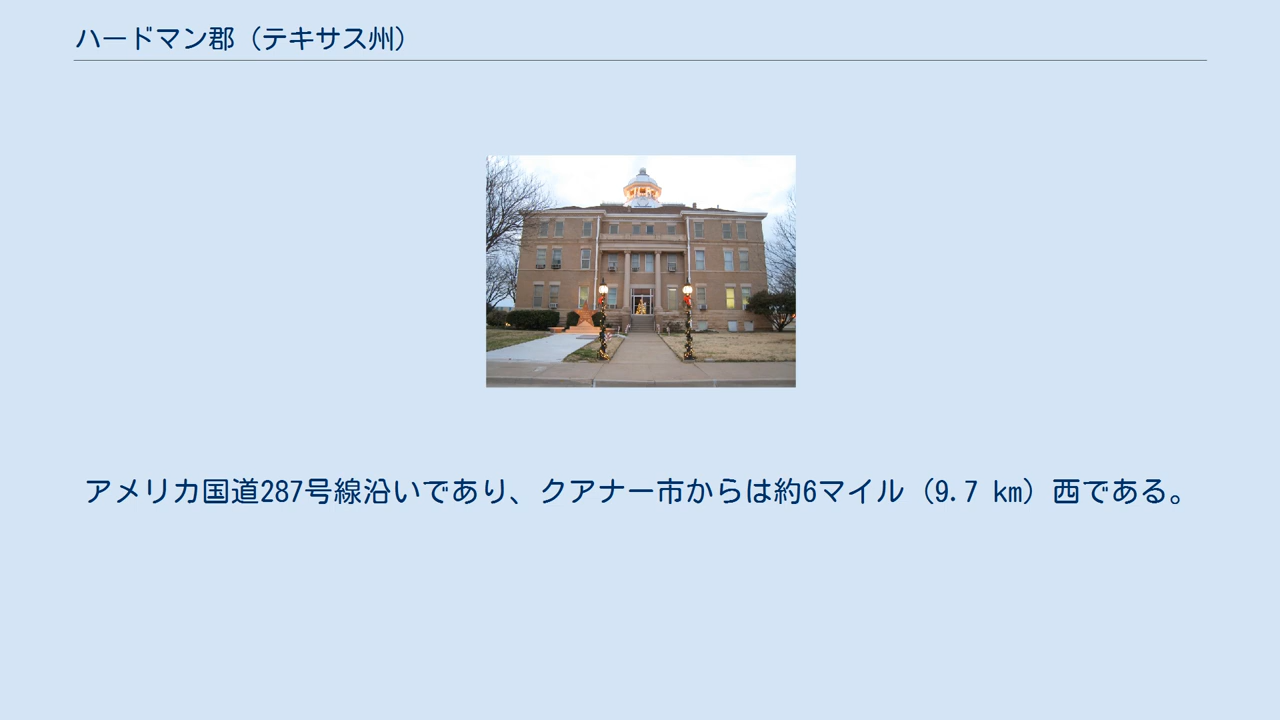 ハードマン郡（テキサス州）
アメリカ国道287号線沿いであり、クアナー市からは約6マイル（9.7 km）西である。